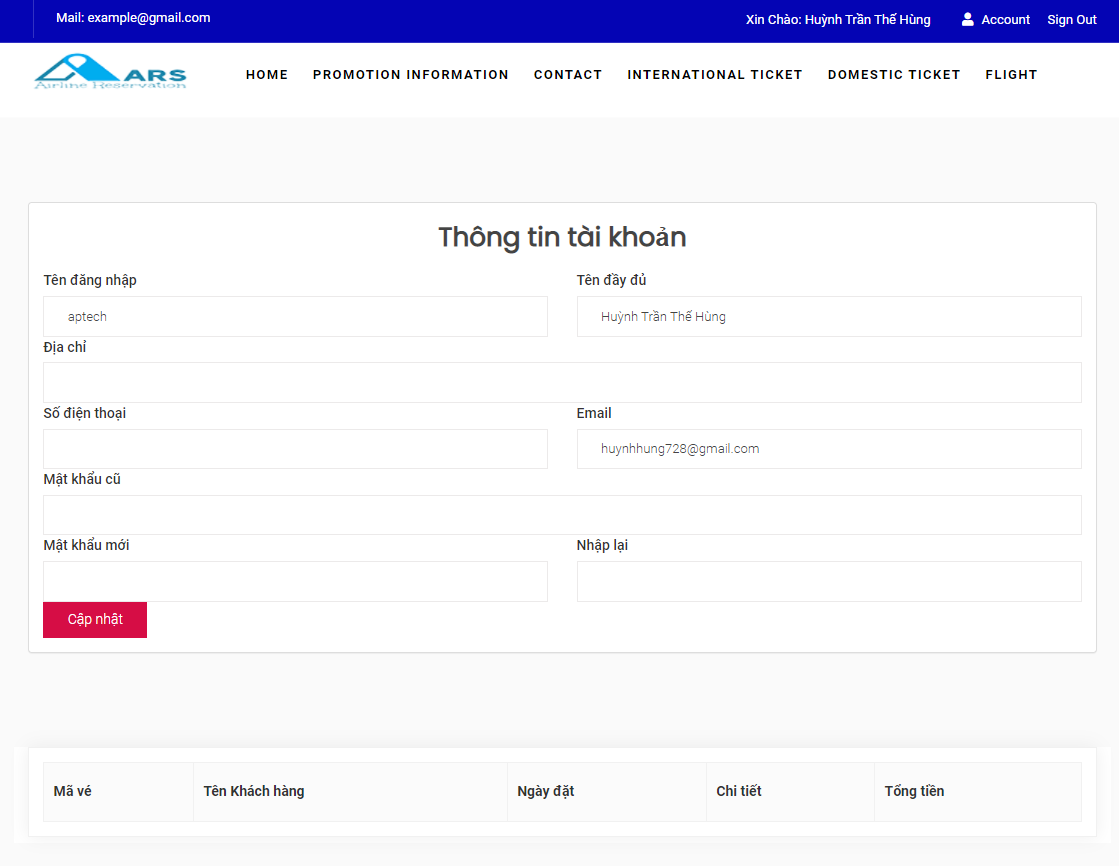 Mail: example@gmail.com
Xin Chào: Huỳnh Trần Thế Hùng Account Sign Out
ARS
Airline Reservation
HOME PROMOTION INFORMATION CONTACT INTERNATIONAL TICKET DOMESTIC TICKET FLIGHT
Thông tin tài khoản
Tên đăng nhập Tên đầy đủ
aptech Huỳnh Trần Thế Hùng
Địa chỉ
Số điện thoại Email
huynhhung728@gmail.com
Mật khẩu cũ
Mật khẩu mới Nhập lại
Cập nhật
Mã vé Tên Khách hàng Ngày đặt Chi tiết Tổng tiền